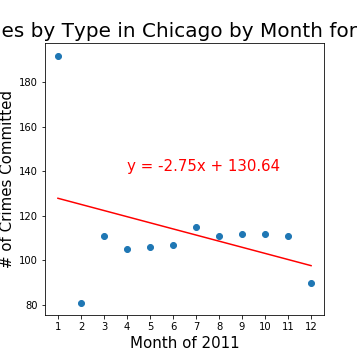 es by Type in Chicago by Month for
# of Crimes Committed
180
160
140
120
100
80
y = -2.75x + 130.64
1 2 3 4 5 6 7 8 9 10 11 12
Month of 2011